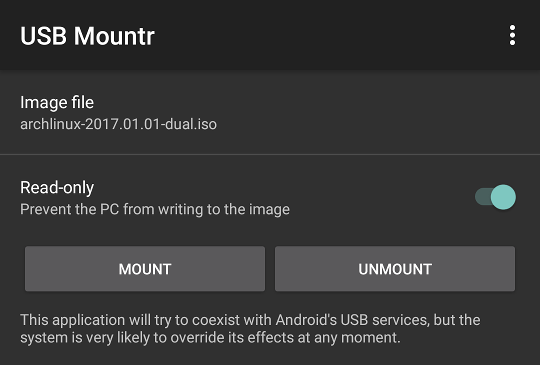 USB Mountr
Image file
archlinux-2017.01.01-dual.iso
Read-only
Prevent the PC from writing to the image
MOUNT
UNMOUNT
This application will try to coexist with Android's USB services, but the
system is very likely to override its effects at any moment.